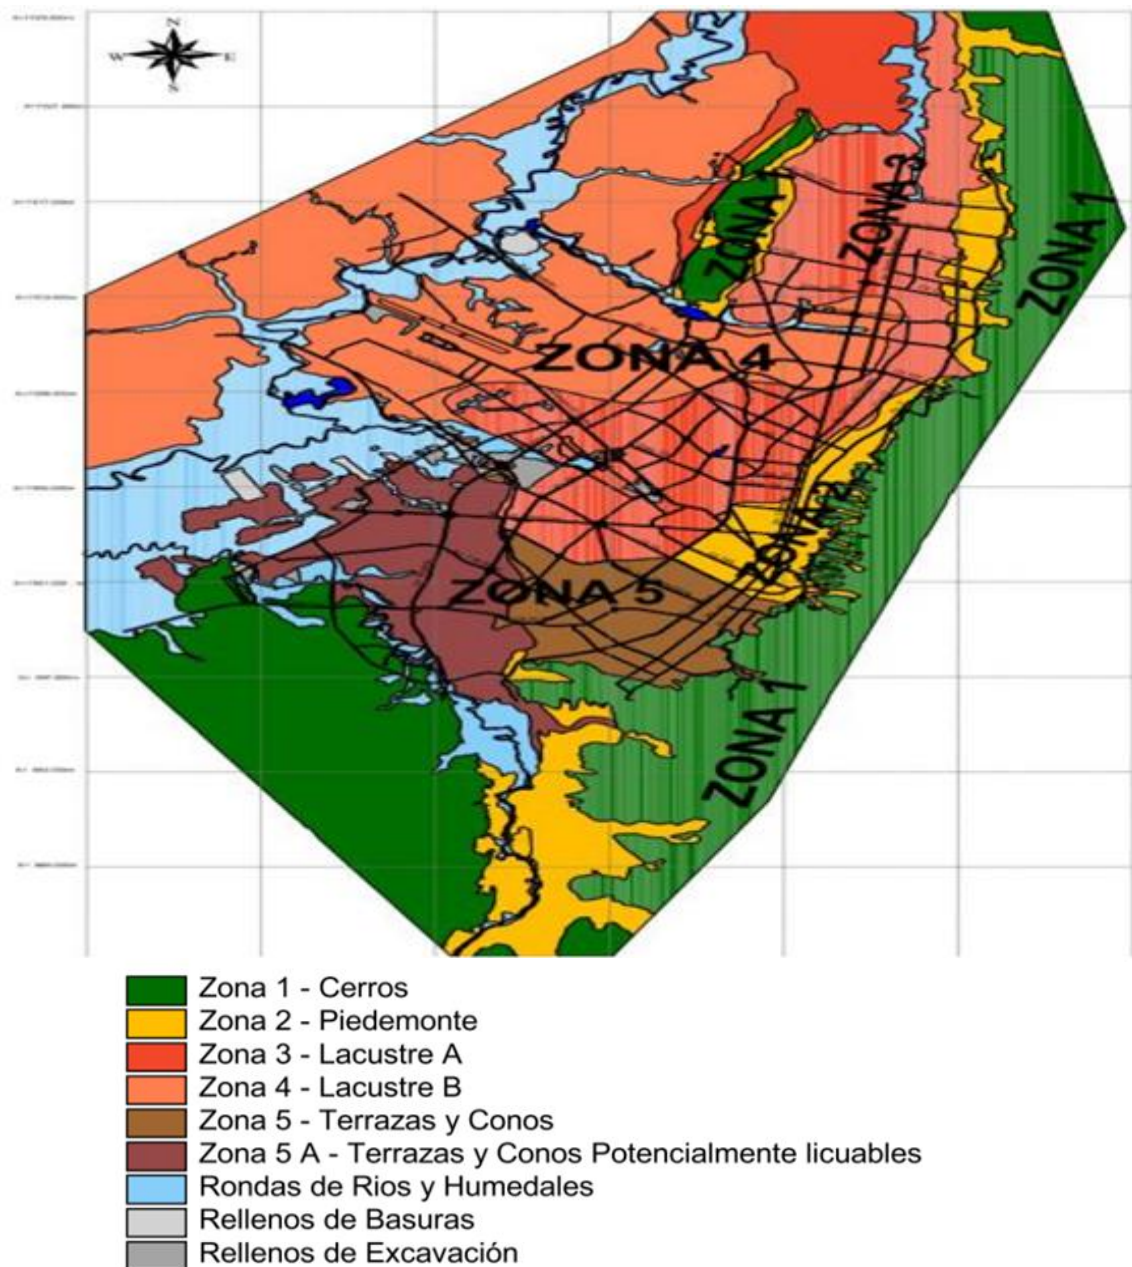 N
W E
S
ZONA 1
ZONA 3
ZONA 1
ZONA 4
ZONA 2
ZONA 5
ZONA 1
Zona 1 - Cerros
Zona 2 - Piedemonte
Zona 3 - Lacustre A
Zona 4 - Lacustre B
Zona 5 - Terrazas y Conos
Zona 5 A - Terrazas y Conos Potencialmente licuables
Rondas de Rios y Humedales
Rellenos de Basuras
Rellenos de Excavación